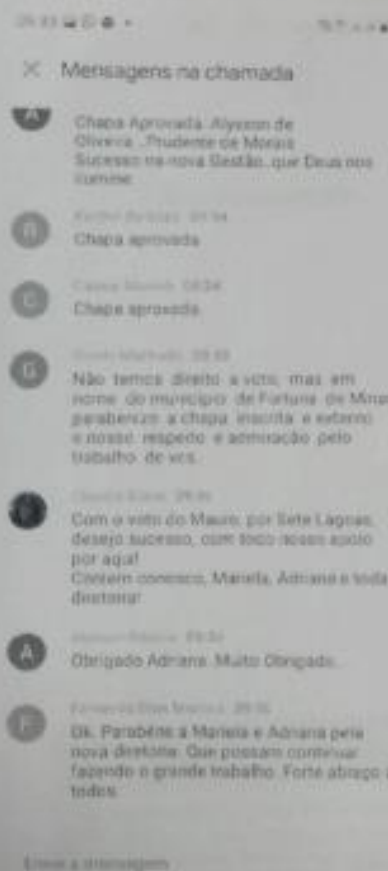 Mensagens na chamada
A
Chapa Aprovada. Alysson de
Oliveira . Prudente de Morais
Sucesso na nova Gestão, que Deus nos
ilumine.
B
Chapa aprovada
C
Chapa aprovada
G
Não temos direito a voto, mas em
nome do município de Fortuna de Minas
parabenizo a chapa inscrita e externo
o nosso respeito e admiração pelo
trabalho de vcs.
Com o voto do Mauro, por Sete Lagoas,
desejo sucesso, com todo nosso apoio
por aqui!
Contem conosco, Mariela, Adriana e toda
diretoria!
A
Obrigado Adriana. Muito Obrigado.
F
Ok. Parabéns a Mariela e Adriana pela
nova diretoria. Que possam continuar
fazendo o grande trabalho. Forte abraço a
todos.